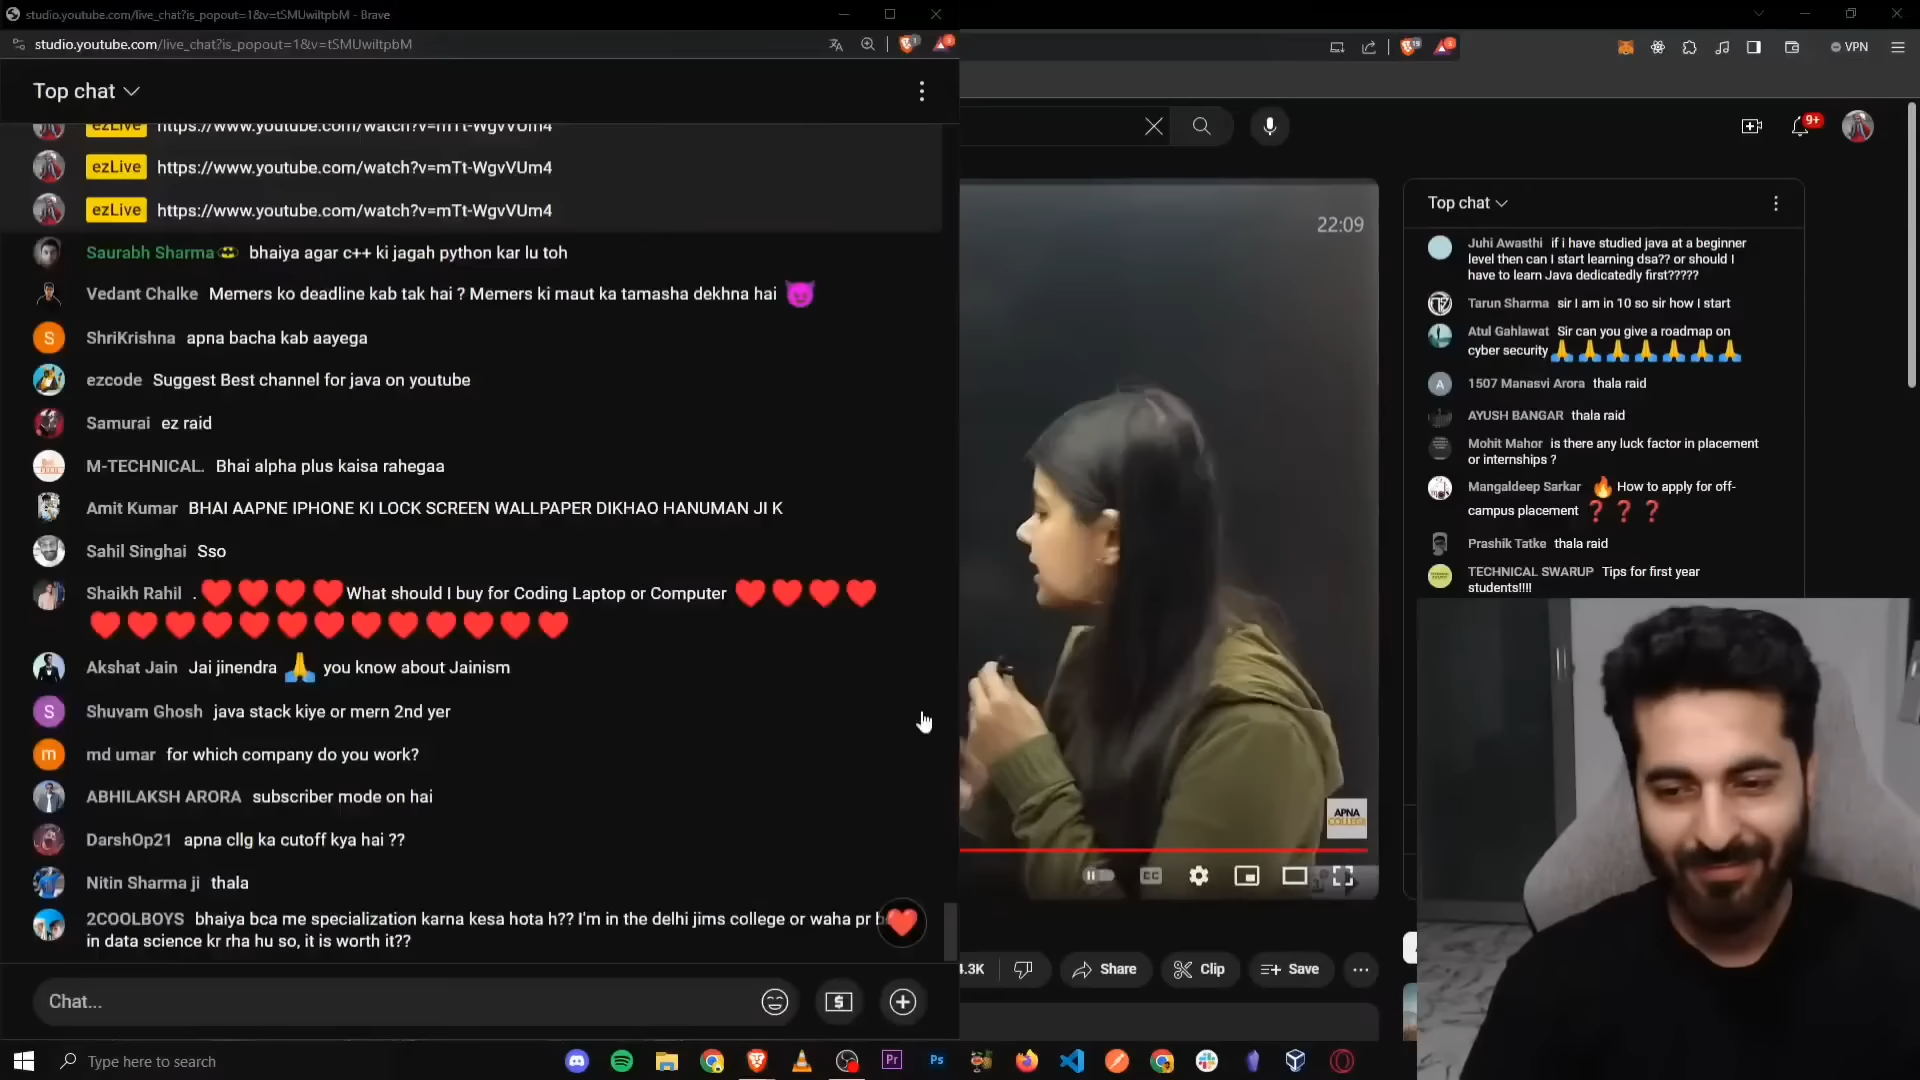 studio.youtube.com/live_chat?is_popout=1&v=tSMUwiltpbM - Brave
studio.youtube.com/live_chat?is_popout=1&v=tSMUwiltpbM
VPN
Top chat
ezLive https://www.youtube.com/watch?v=mTt-WgvVUm4
ezLive https://www.youtube.com/watch?v=mTt-WgvVUm4
ezLive https://www.youtube.com/watch?v=mTt-WgvVUm4
Saurabh Sharma bhaiya agar c++ ki jagah python kar lu toh
Vedant Chalke Memers ko deadline kab tak hai ? Memers ki maut ka tamasha dekhna hai 😈
S ShriKrishna apna bacha kab aayega
ezcode Suggest Best channel for java on youtube
Samurai ez raid
M-TECHNICAL. Bhai alpha plus kaisa rahegaa
Amit Kumar BHAI AAPNE IPHONE KI LOCK SCREEN WALLPAPER DIKHAO HANUMAN JI K
Sahil Singhai Sso
Shaikh Rahil . ❤️❤️❤️❤️What should I buy for Coding Laptop or Computer ❤️❤️❤️❤️
❤️❤️❤️❤️❤️❤️❤️❤️❤️❤️❤️❤️❤️
Akshat Jain Jai jinendra 🙏 you know about Jainism
S Shuvam Ghosh java stack kiye or mern 2nd yer
m md umar for which company do you work?
ABHILAKSH ARORA subscriber mode on hai
DarshOp21 apna cllg ka cutoff kya hai ??
Nitin Sharma ji thala
2COOLBOYS bhaiya bca me specialization karna kesa hota h?? I'm in the delhi jims college or waha pr
in data science kr rha hu so, it is worth it??
Chat...
22:09
APNA
COLLEGE
CC
4.3K
Share
Clip
Save
9+
Top chat
Juhi Awasthi if i have studied java at a beginner
level then can I start learning dsa?? or should I
have to learn Java dedicatedly first?????
Tarun Sharma sir I am in 10 so sir how I start
Atul Gahlawat Sir can you give a roadmap on
cyber security 🙏🙏🙏🙏🙏🙏🙏
A 1507 Manasvi Arora thala raid
AYUSH BANGAR thala raid
Mohit Mahor is there any luck factor in placement
or internships ?
Mangaldeep Sarkar 🔥 How to apply for off-
campus placement ❓❓❓
Prashik Tatke thala raid
TECHNICAL SWARUP Tips for first year
students!!!!
Type here to search
Pr
Ps